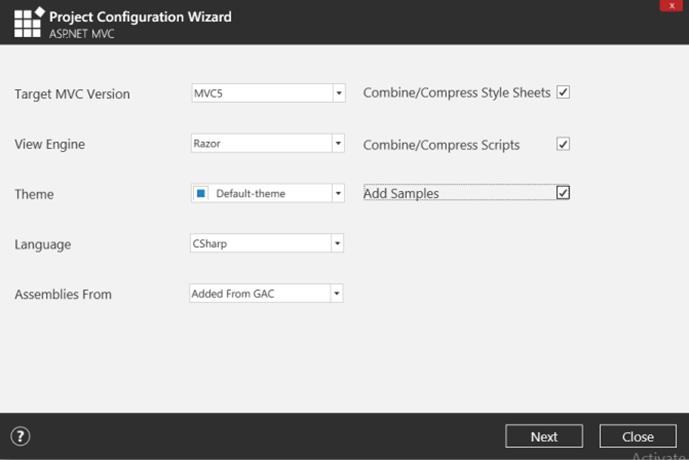 Project Configuration Wizard
ASP.NET MVC
x
Target MVC Version MVC5 Combine/Compress Style Sheets
View Engine Razor Combine/Compress Scripts
Theme Default-theme Add Samples
Language CSharp
Assemblies From Added From GAC
? Next Close
Activate